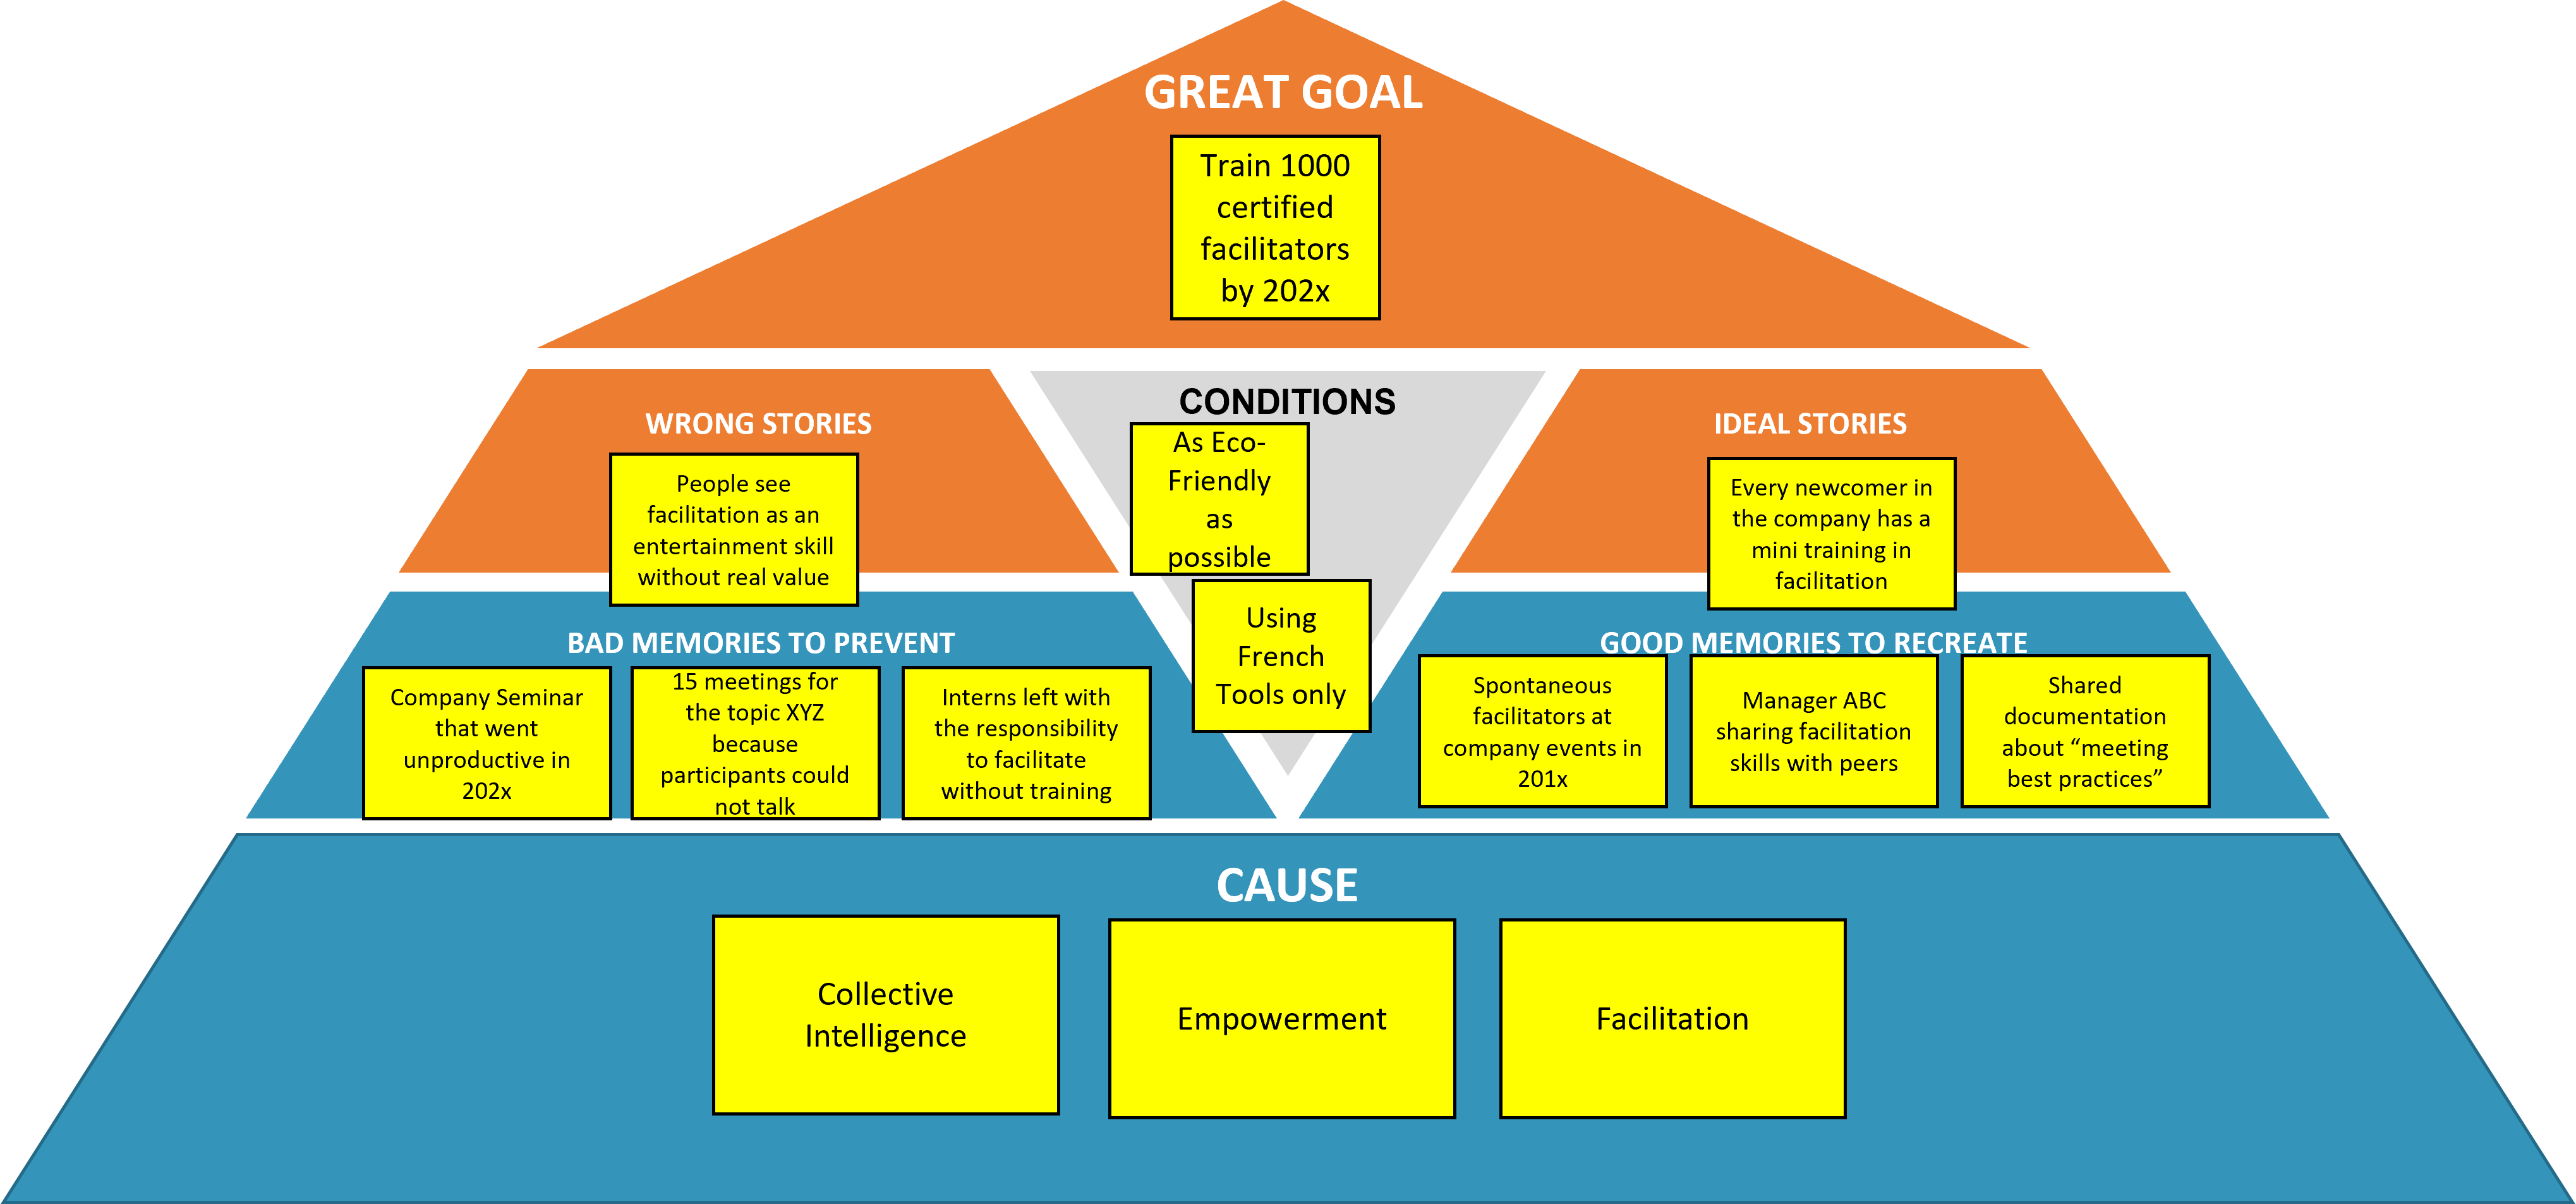 GREAT GOAL
Train 1000
certified
facilitators
by 202x
WRONG STORIES
People see
facilitation as an
entertainment skill
without real value
CONDITIONS
As Eco-
Friendly
as
possible
Using
French
Tools only
IDEAL STORIES
Every newcomer in
the company has a
mini training in
facilitation
BAD MEMORIES TO PREVENT
Company Seminar
that went
unproductive in
202x
15 meetings for
the topic XYZ
because
participants could
not talk
Interns left with
the responsibility
to facilitate
without training
GOOD MEMORIES TO RECREATE
Spontaneous
facilitators at
company events in
201x
Manager ABC
sharing facilitation
skills with peers
Shared
documentation
about “meeting
best practices”
CAUSE
Collective
Intelligence
Empowerment
Facilitation